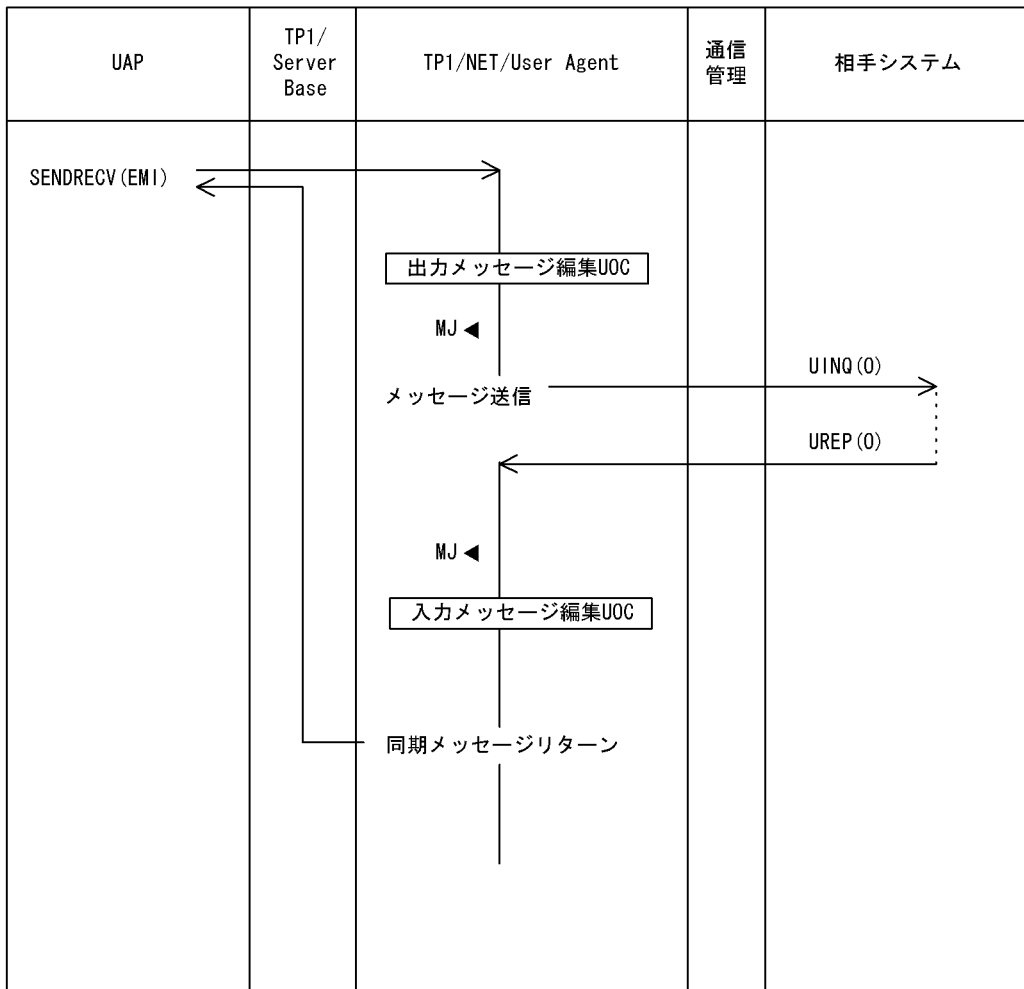 UAP
TP1/
Server
Base
TP1/NET/User Agent
通信
管理
相手システム
SENDRECV(EMI)
出力メッセージ編集UOC
MJ
UINQ(O)
メッセージ送信
UREP(O)
MJ
入力メッセージ編集UOC
同期メッセージリターン